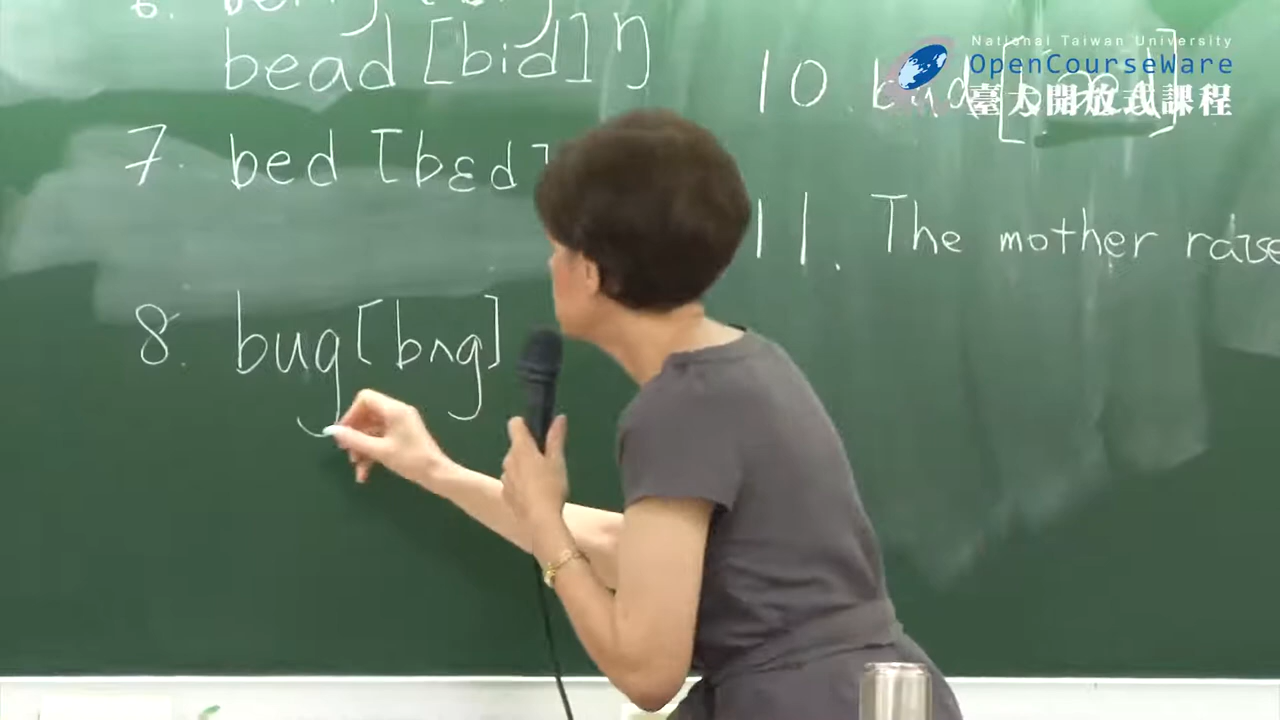 bead [bid]
7. bed [bɛd]
8. bug [bʌg]
10.
11. The mother raise
National Taiwan University
OpenCourseWare
臺大開放式課程